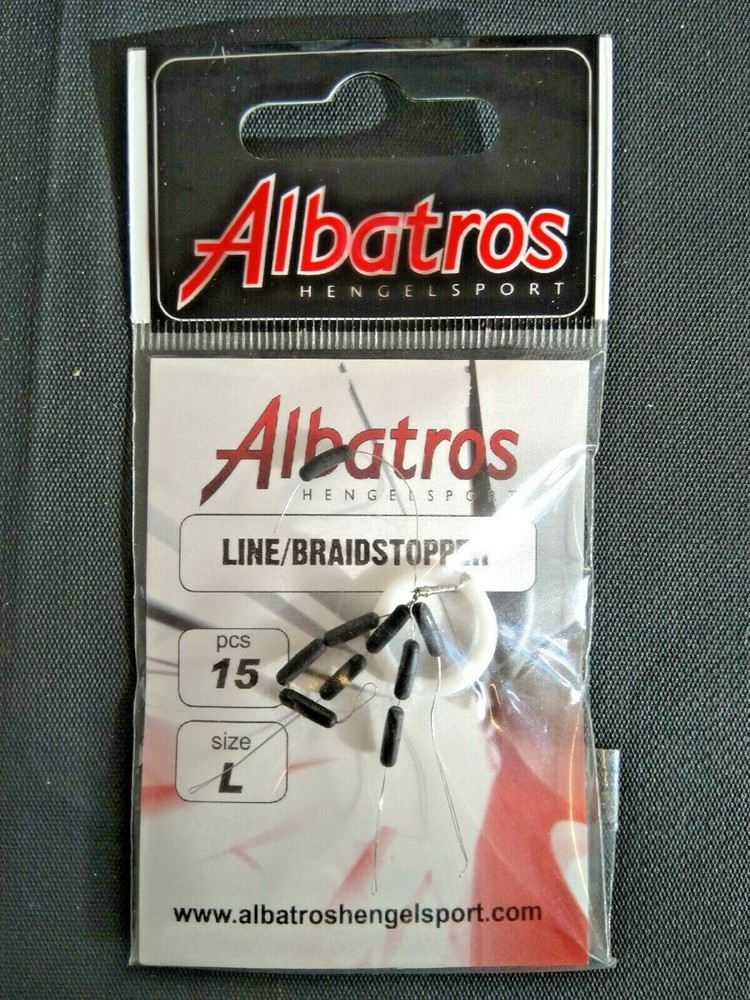 Albatros
HENGELSPORT
Albatros
HENGELSPORT
LINE/BRAIDSTOPPER
pcs
15
size
L
www.albatroshengelsport.com